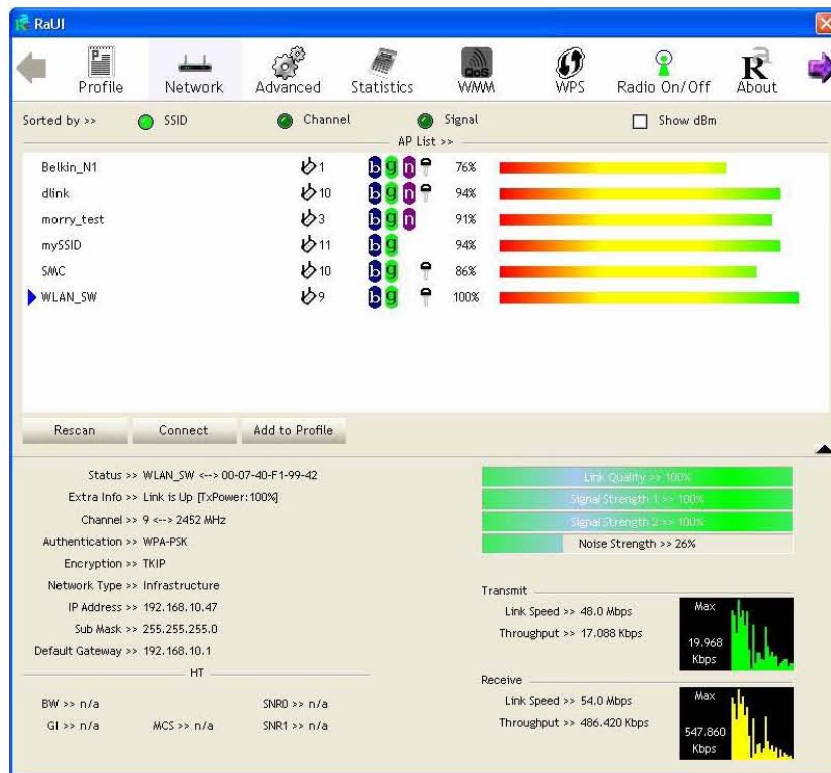 RaUI
Profile Network Advanced Statistics QoS WMM WPS Radio On/Off About
Sorted by >> SSID Channel Signal Show dBm
AP List >>
Belkin_N1 1 b g n 76%
dlink 10 b g n 94%
morry_test 3 b g n 91%
mySSID 11 b g 94%
SMC 10 b g 86%
WLAN_SW 9 b g 100%
Rescan Connect Add to Profile
Status >> WLAN_SW <--> 00-07-40-F1-99-42
Extra Info >> Link is Up [TxPower:100%]
Channel >> 9 <--> 2452 MHz
Authentication >> WPA-PSK
Encryption >> TKIP
Network Type >> Infrastructure
IP Address >> 192.168.10.47
Sub Mask >> 255.255.255.0
Default Gateway >> 192.168.10.1
HT
BW >> n/a SNR0 >> n/a
GI >> n/a MCS >> n/a SNR1 >> n/a
Link Quality >> 100%
Signal Strength 1 >> 100%
Signal Strength 2 >> 100%
Noise Strength >> 26%
Transmit
Link Speed >> 48.0 Mbps
Throughput >> 17.088 Kbps
Max
19.968
Kbps
Receive
Link Speed >> 54.0 Mbps
Throughput >> 486.420 Kbps
Max
547.860
Kbps